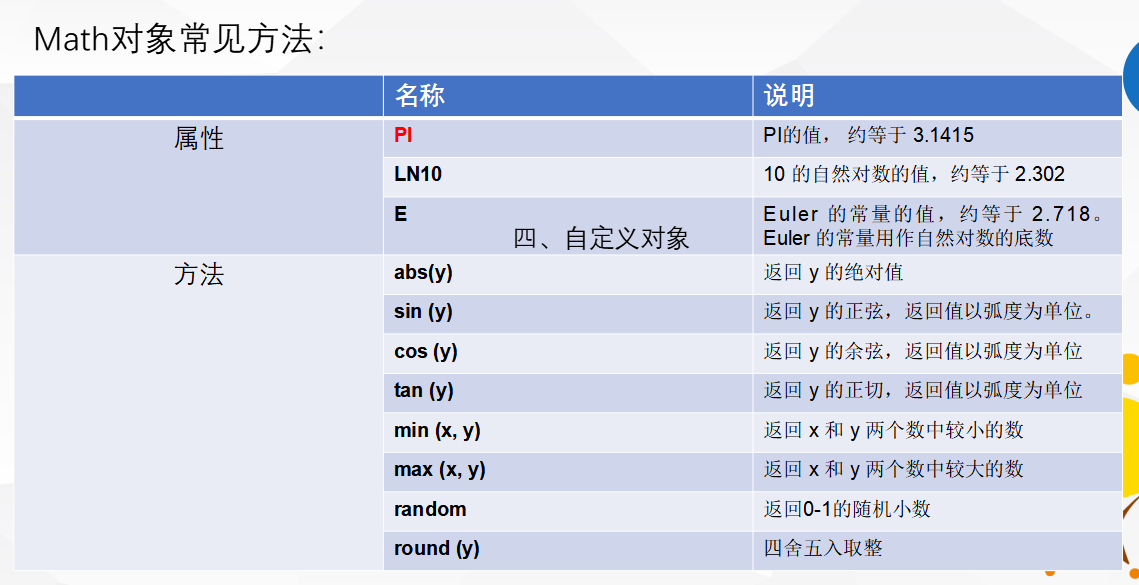 Math对象常见方法：
名称 说明
属性 PI PI的值， 约等于 3.1415
LN10 10 的自然对数的值，约等于 2.302
E Euler 的常量的值，约等于 2.718。
Euler 的常量用作自然对数的底数
四、自定义对象
方法 abs(y) 返回 y 的绝对值
sin (y) 返回 y 的正弦，返回值以弧度为单位。
cos (y) 返回 y 的余弦，返回值以弧度为单位
tan (y) 返回 y 的正切，返回值以弧度为单位
min (x, y) 返回 x 和 y 两个数中较小的数
max (x, y) 返回 x 和 y 两个数中较大的数
random 返回0-1的随机小数
round (y) 四舍五入取整